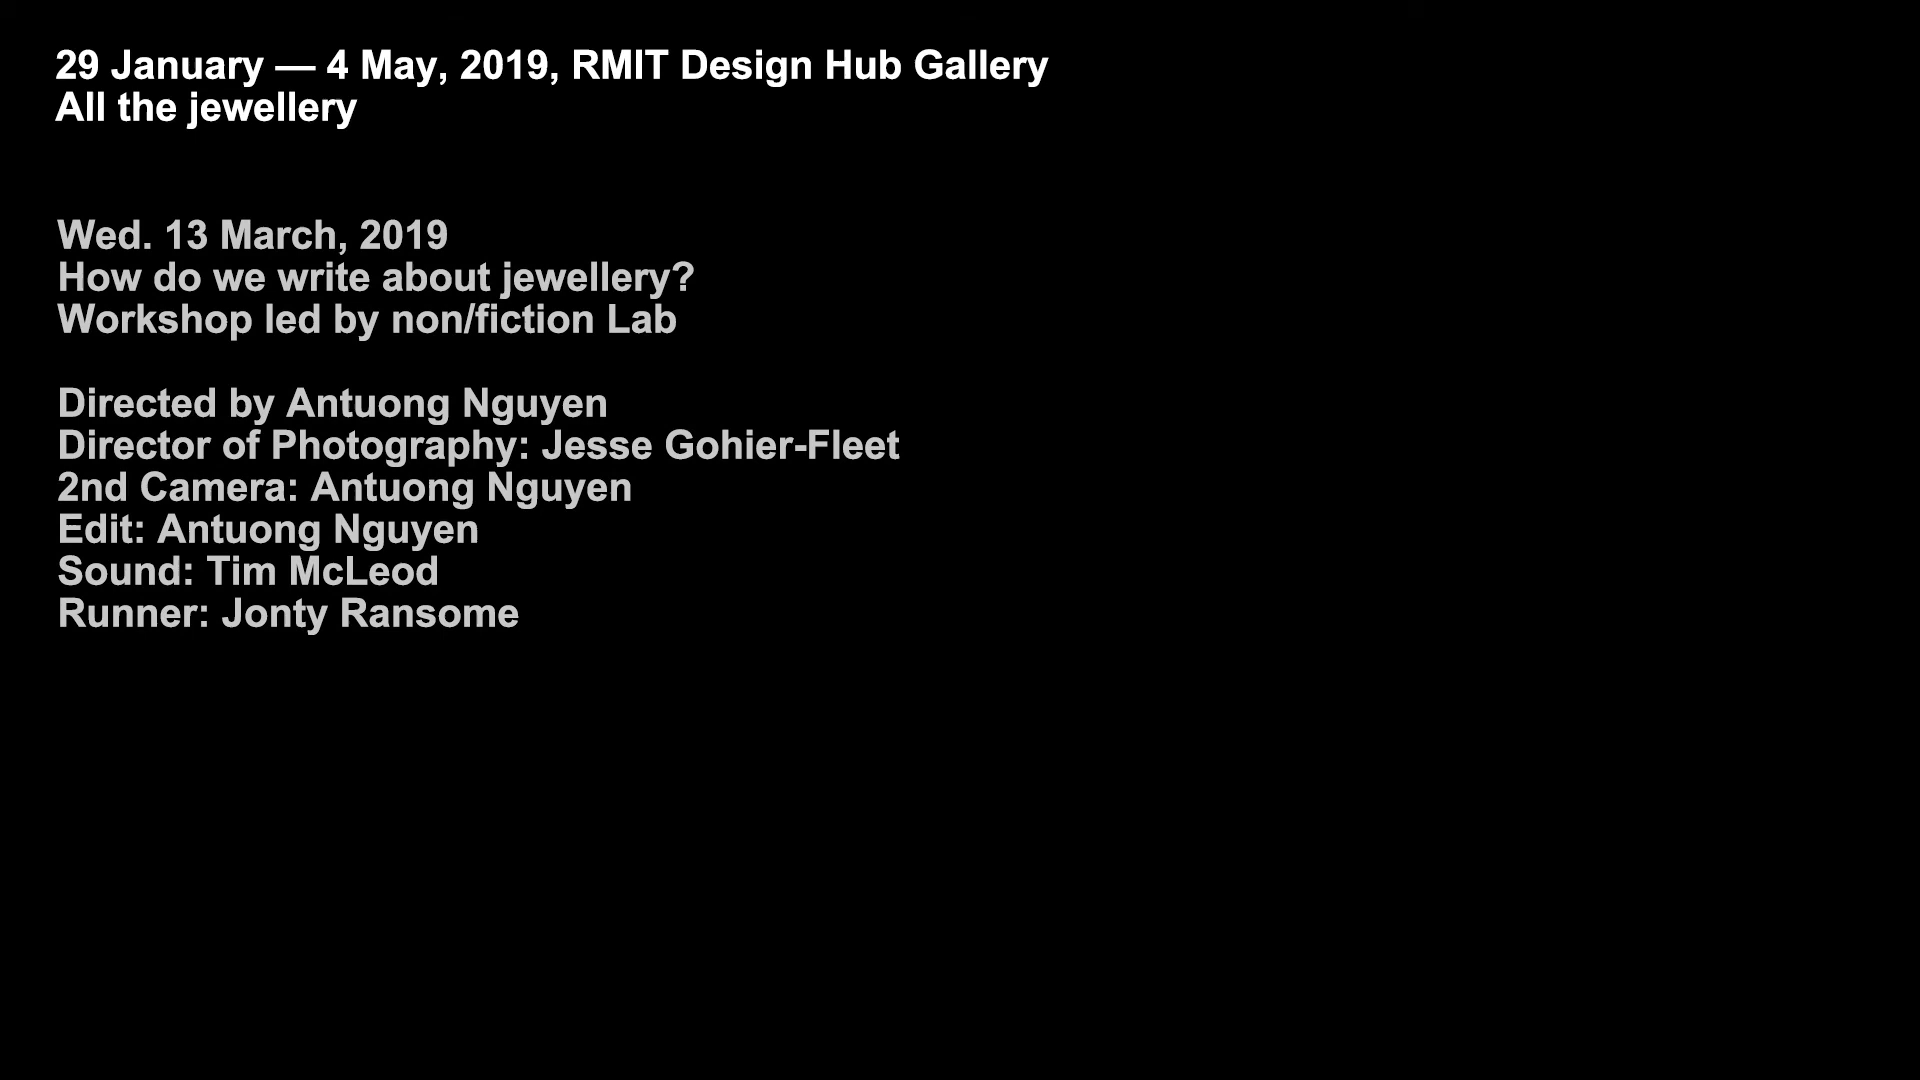 29 January — 4 May, 2019, RMIT Design Hub Gallery
All the jewellery
Wed. 13 March, 2019
How do we write about jewellery?
Workshop led by non/fiction Lab
Directed by Antuong Nguyen
Director of Photography: Jesse Gohier-Fleet
2nd Camera: Antuong Nguyen
Edit: Antuong Nguyen
Sound: Tim McLeod
Runner: Jonty Ransome